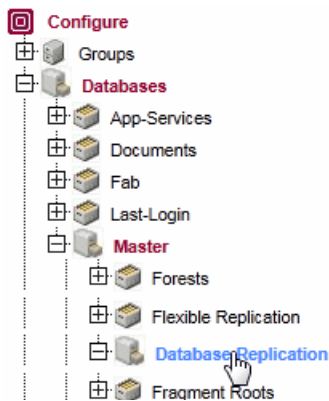 Configure
Groups
Databases
App-Services
Documents
Fab
Last-Login
Master
Forests
Flexible Replication
Database Replication
Fragment Roots